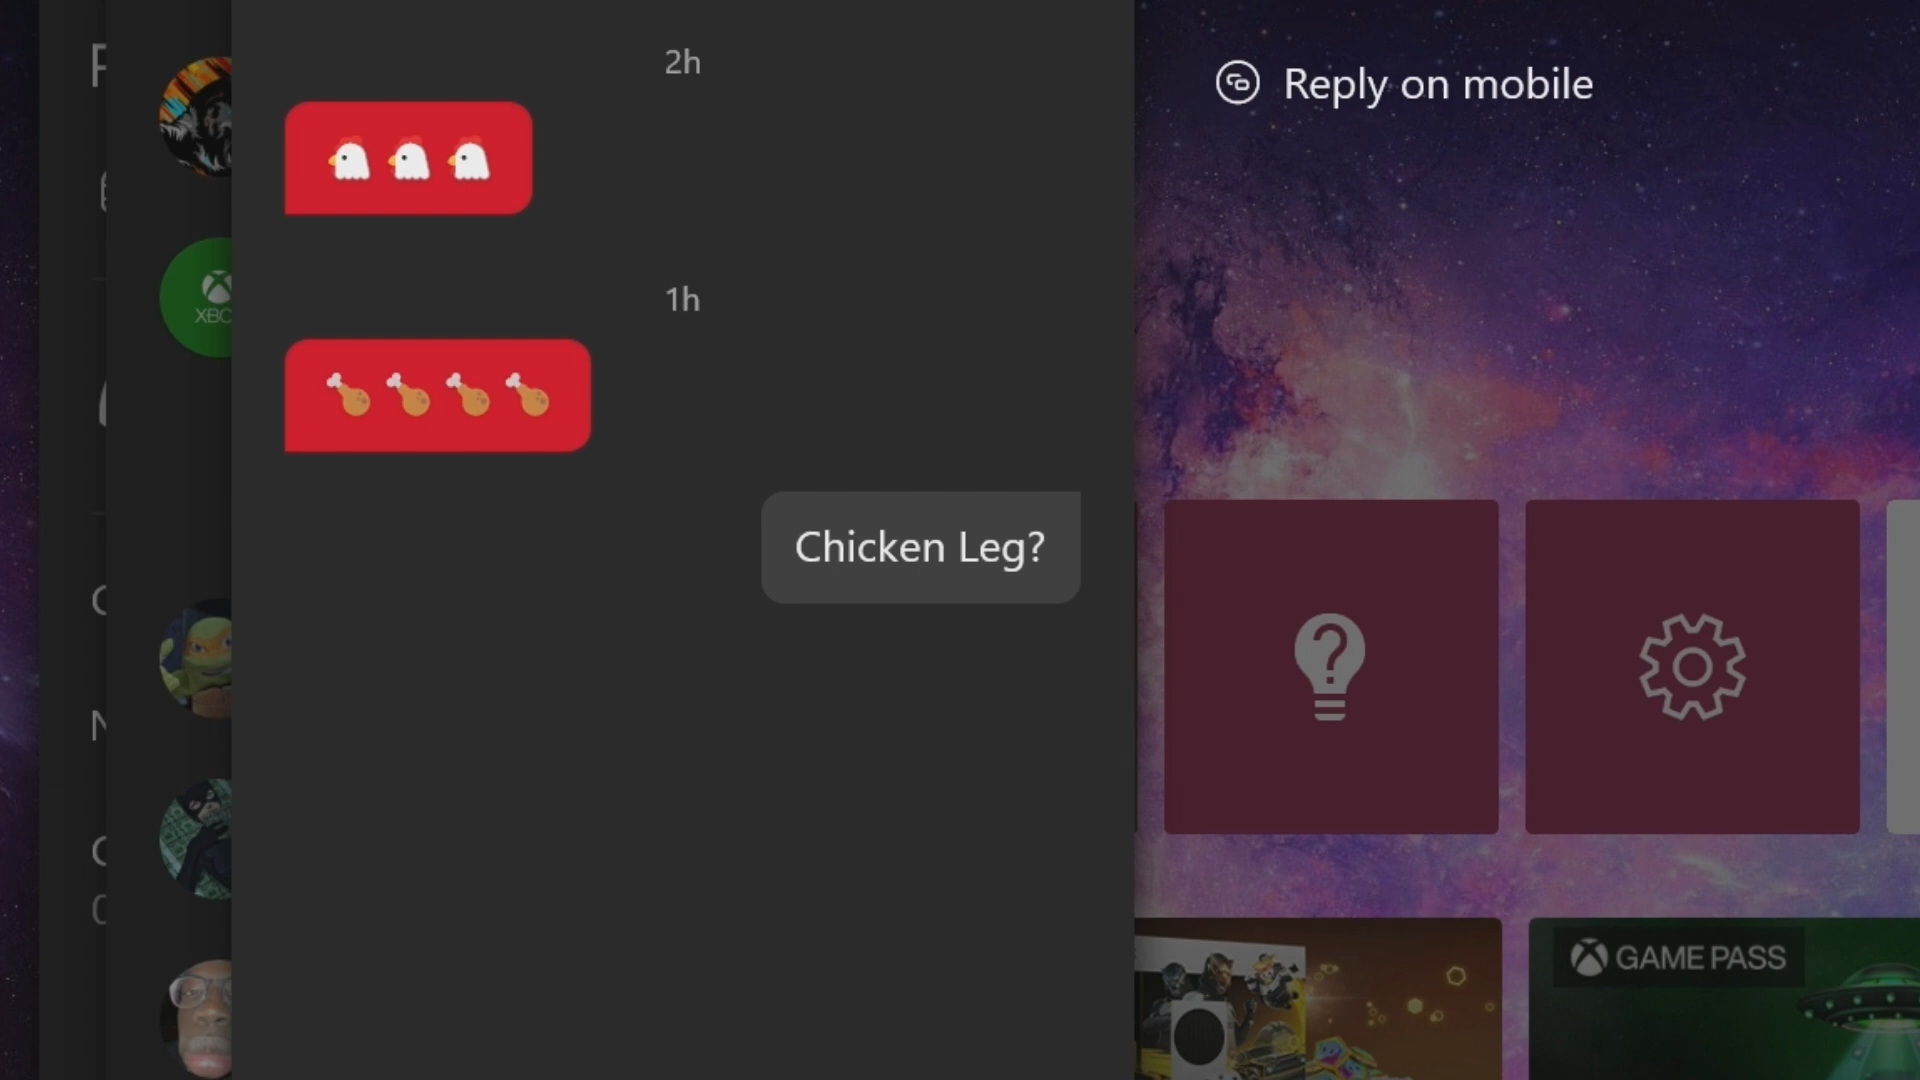 2h
🐔 🐔 🐔
1h
🍗 🍗 🍗 🍗
Chicken Leg?
Reply on mobile
GAME PASS